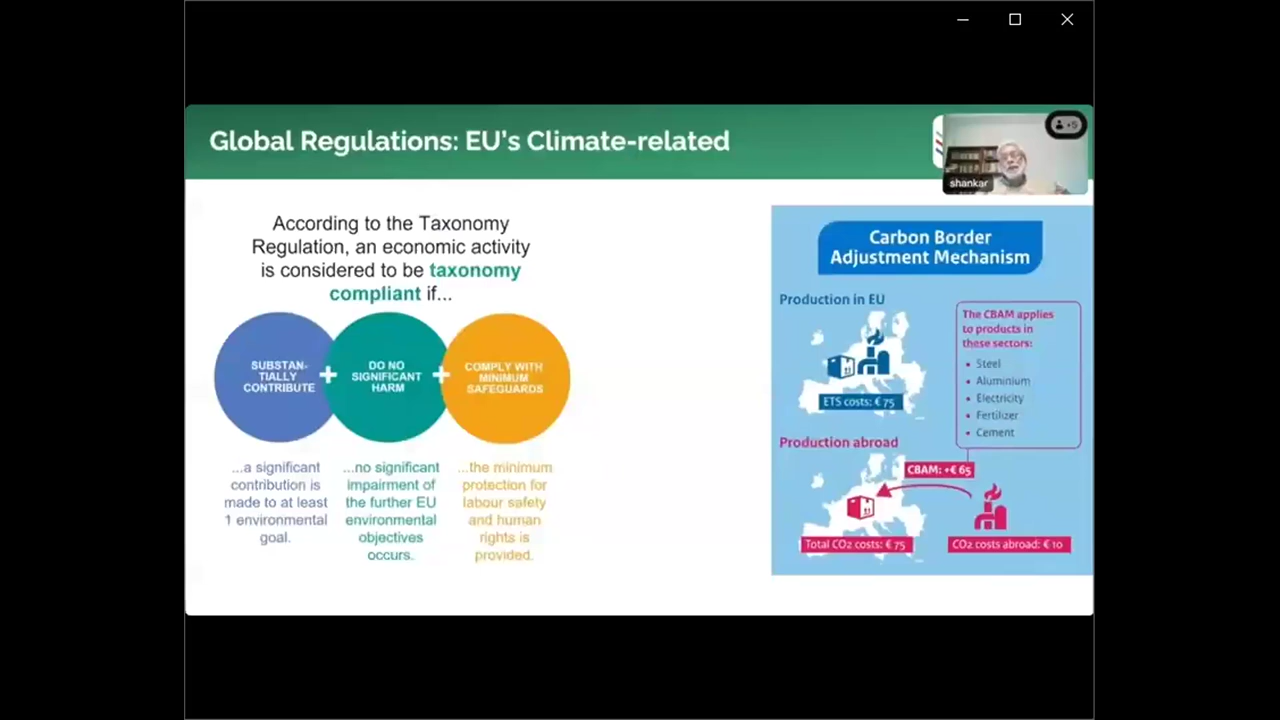 Global Regulations: EU's Climate-related
+5
shankar
According to the Taxonomy
Regulation, an economic activity
is considered to be taxonomy
compliant if...
SUBSTAN-
TIALLY
CONTRIBUTE
+
DO NO
SIGNIFICANT
HARM
+
COMPLY WITH
MINIMUM
SAFEGUARDS
...a significant
contribution is
made to at least
1 environmental
goal.
...no significant
impairment of
the further EU
environmental
objectives
occurs.
...the minimum
protection for
labour safety
and human
rights is
provided.
Carbon Border
Adjustment Mechanism
Production in EU
ETS costs: € 75
The CBAM applies
to products in
these sectors:
• Steel
• Aluminium
• Electricity
• Fertilizer
• Cement
Production abroad
CBAM: +€ 65
Total CO2 costs: € 75
CO2 costs abroad: € 10